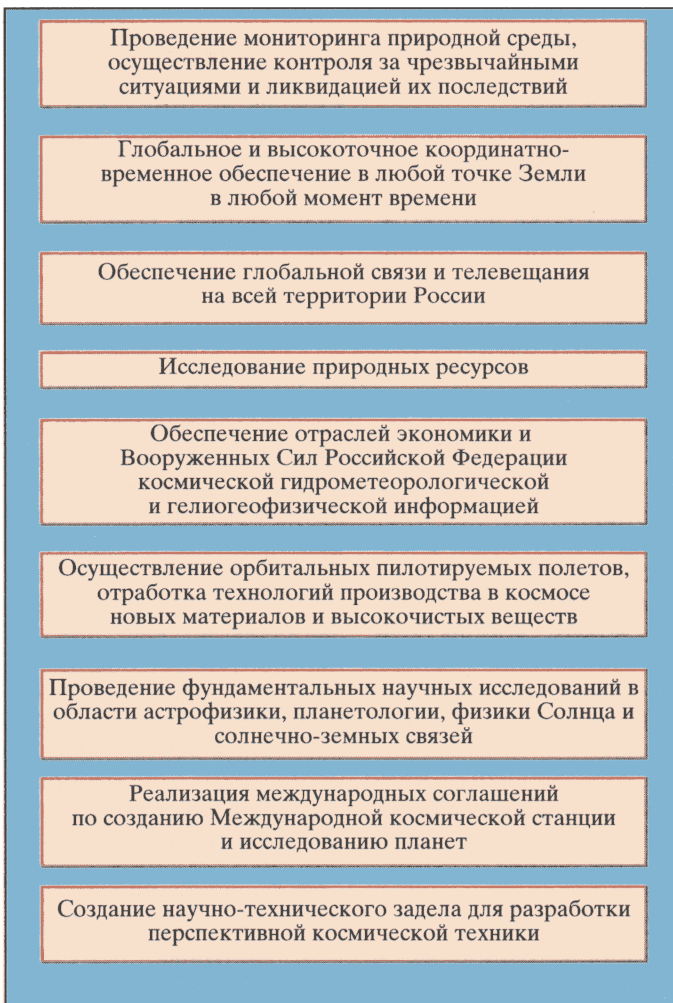 Проведение мониторинга природной среды,
осуществление контроля за чрезвычайными
ситуациями и ликвидацией их последствий
Глобальное и высокоточное координатно-
временное обеспечение в любой точке Земли
в любой момент времени
Обеспечение глобальной связи и телевещания
на всей территории России
Исследование природных ресурсов
Обеспечение отраслей экономики и
Вооруженных Сил Российской Федерации
космической гидрометеорологической
и гелиогеофизической информацией
Осуществление орбитальных пилотируемых полетов,
отработка технологий производства в космосе
новых материалов и высокочистых веществ
Проведение фундаментальных научных исследований в
области астрофизики, планетологии, физики Солнца и
солнечно-земных связей
Реализация международных соглашений
по созданию Международной космической станции
и исследованию планет
Создание научно-технического задела для разработки
перспективной космической техники